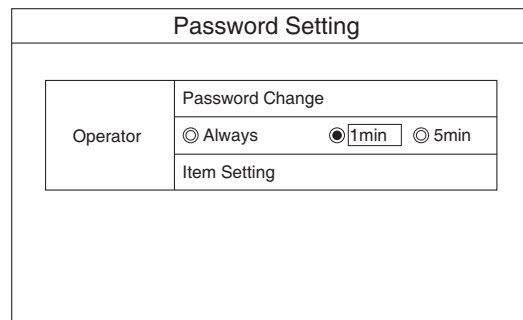 Password Setting
Password Change
Operator
Always 1min 5min
Item Setting